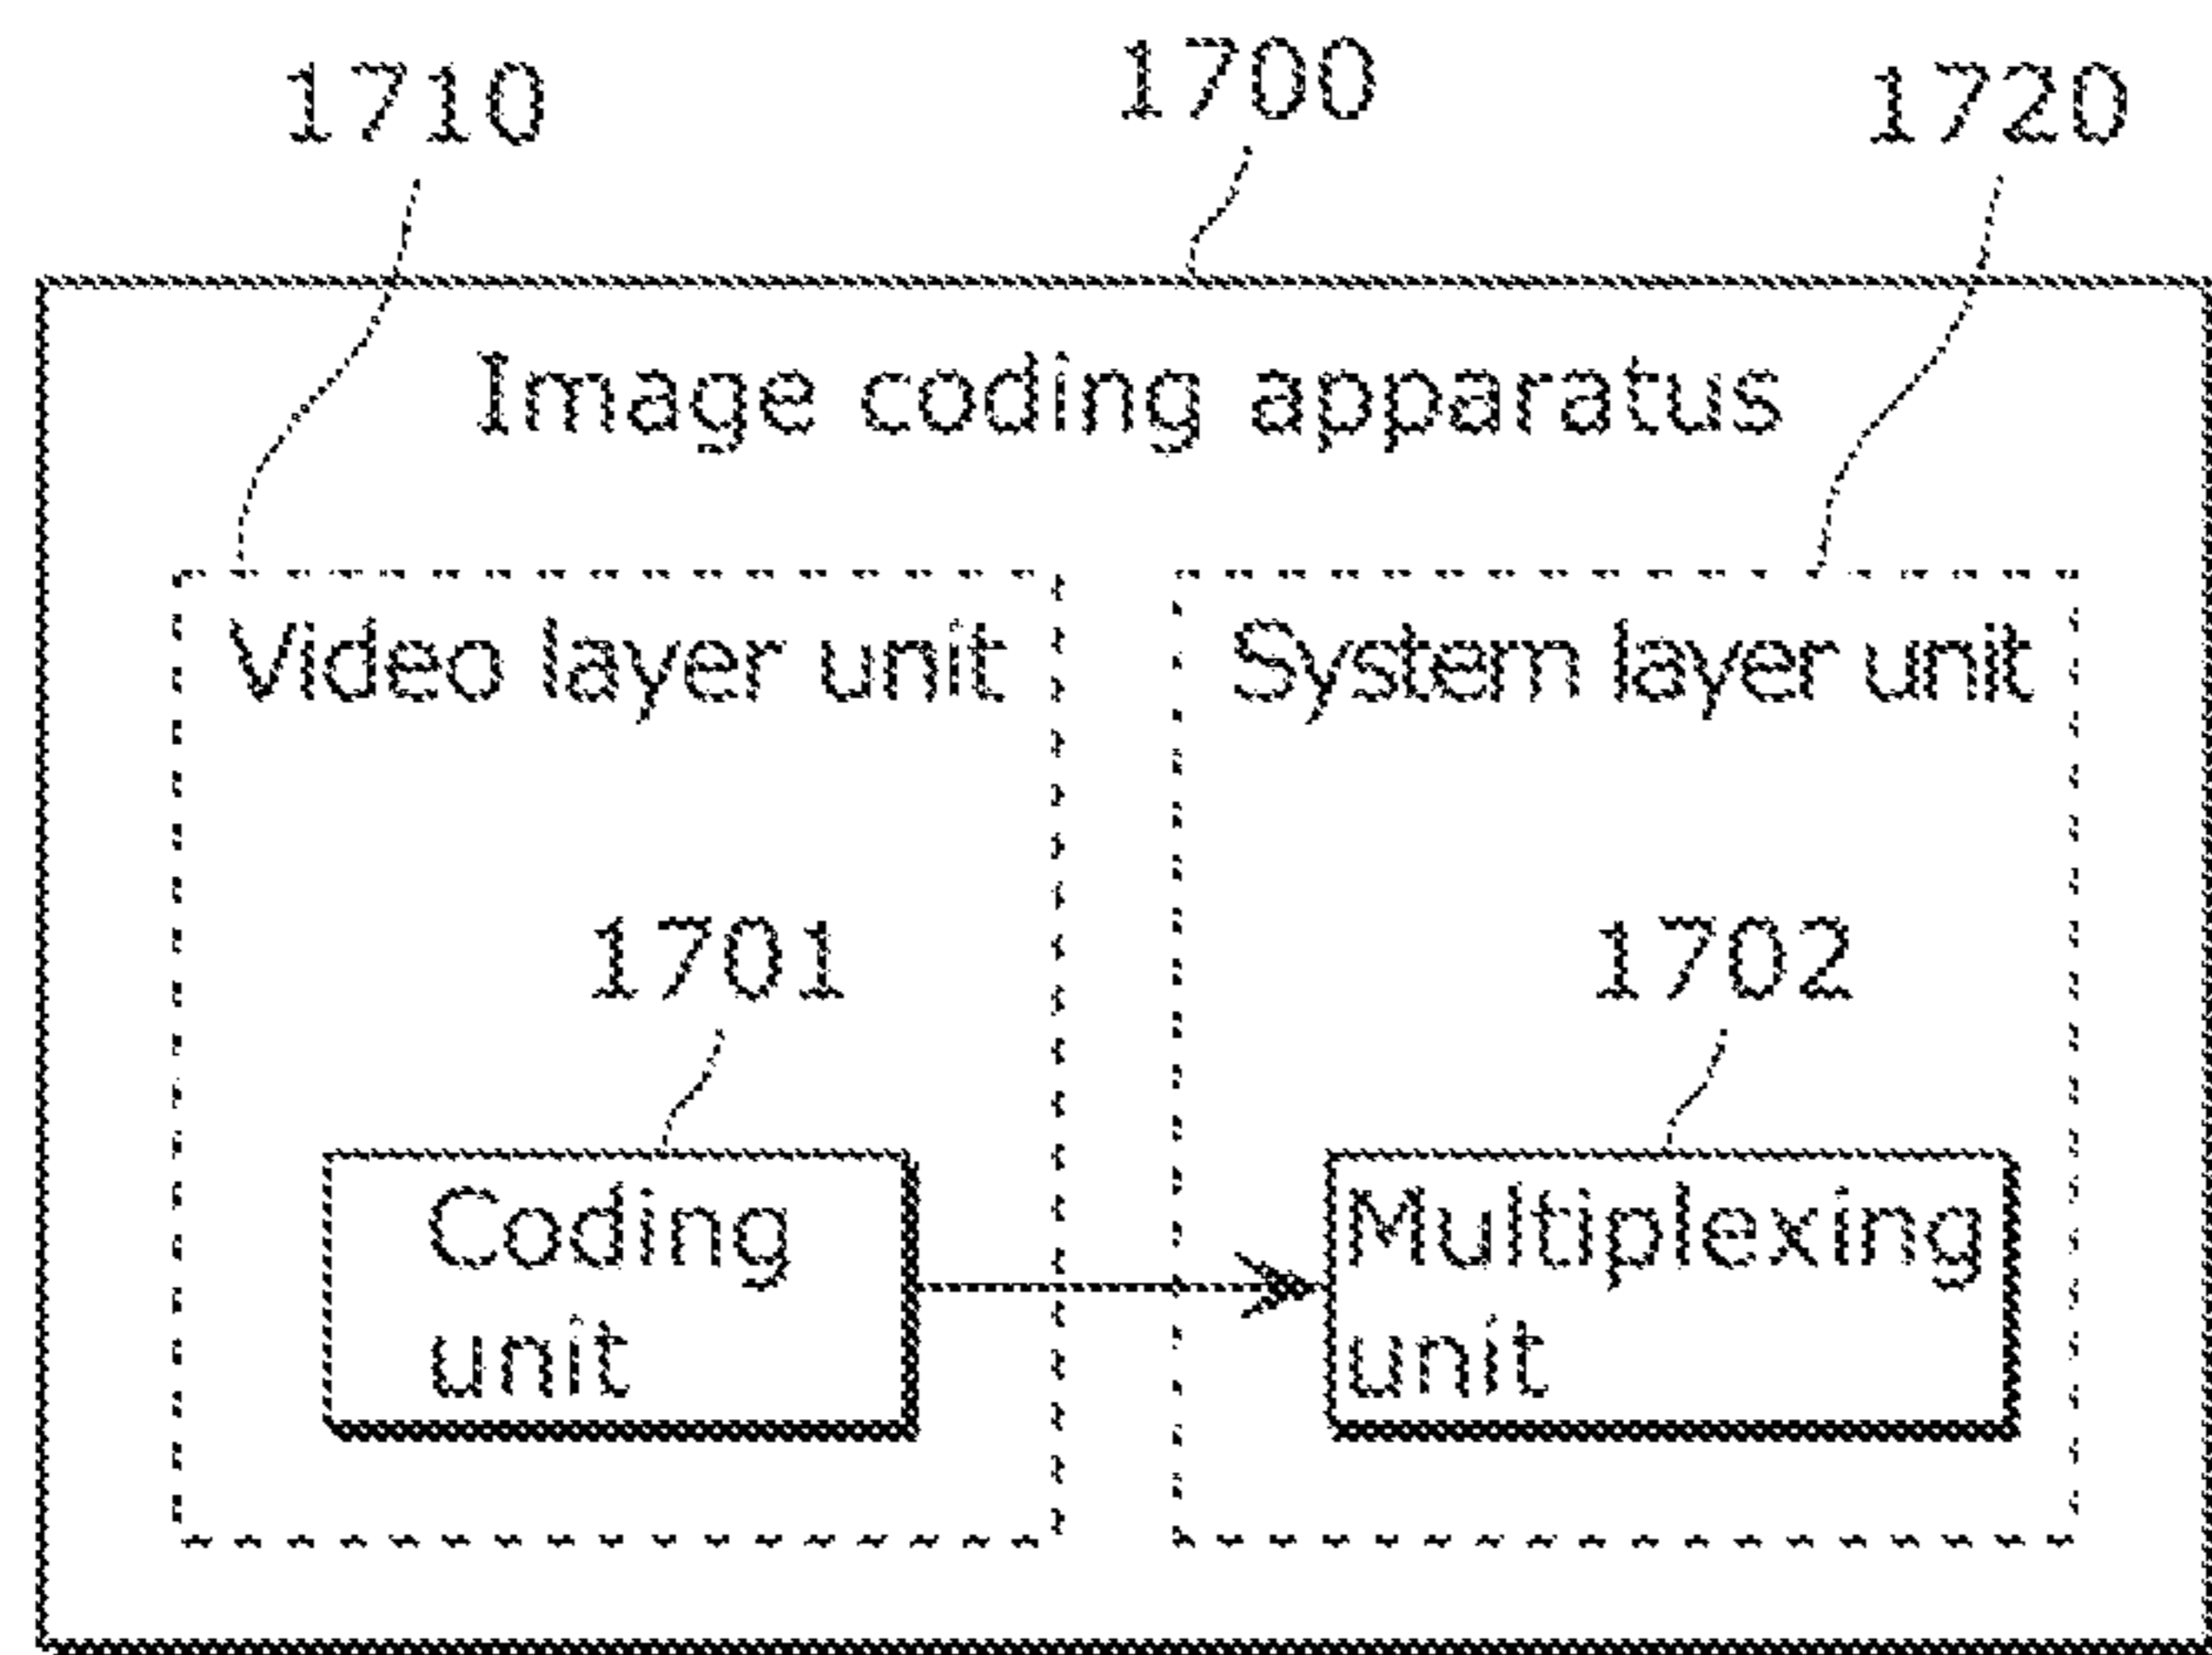 1710
1700
1720
Image coding apparatus
Video layer unit
System layer unit
1701
1702
Coding
unit
Multiplexing
unit